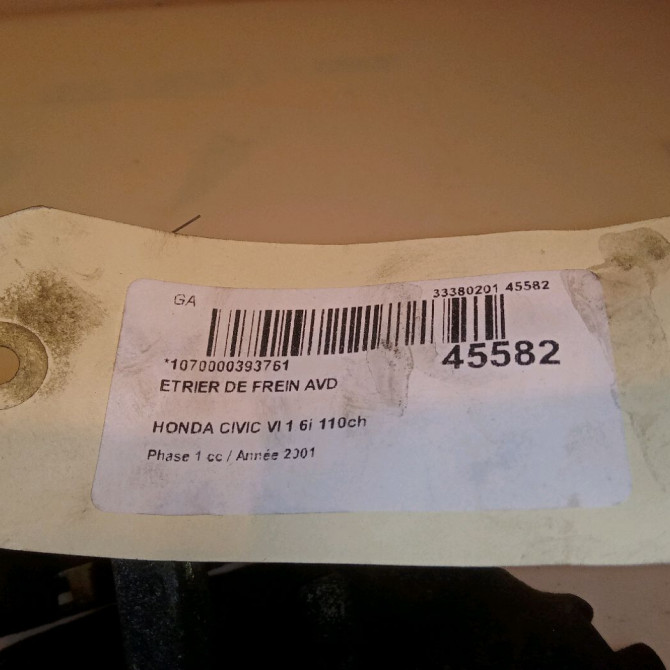 GA
33380201 45582
*1070000393761
45582
ETRIER DE FREIN AVD
HONDA CIVIC VI 1 6i 110ch
Phase 1 cc / Année 2001